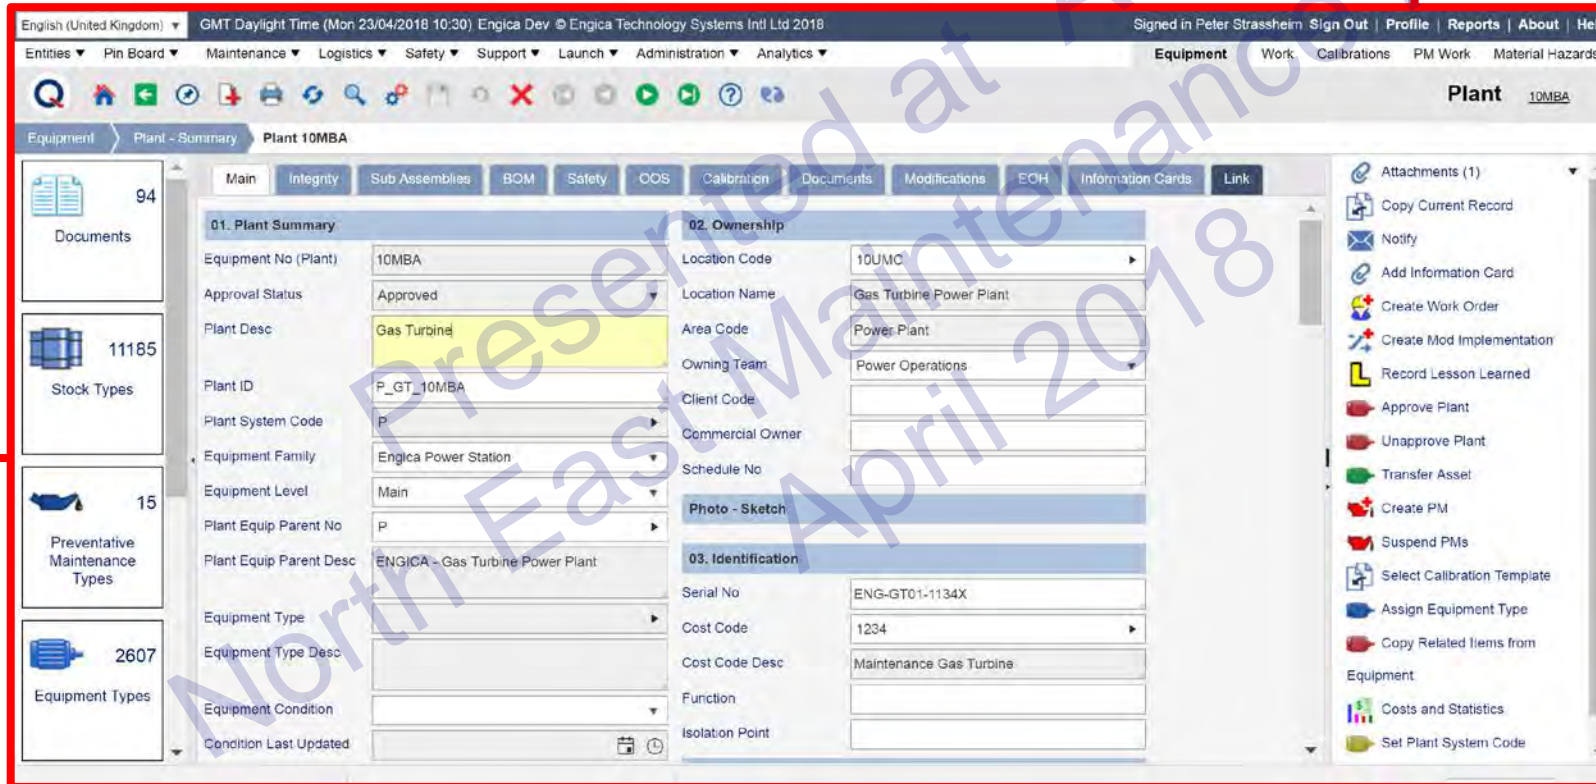 English (United Kingdom) GMT Daylight Time (Mon 23/04/2018 10:30) Engica Dev © Engica Technology Systems Intl Ltd 2018 Signed in Peter Strassheim Sign Out | Profile | Reports | About | Hel
Entities Pin Board Maintenance Logistics Safety Support Launch Administration Analytics Equipment Work Calibrations PM Work Material Hazards
Plant 10MBA
Equipment Plant - Summary Plant 10MBA
94
Documents
11185
Stock Types
15
Preventative
Maintenance
Types
2607
Equipment Types
Main Integrity Sub Assemblies BOM Safety OOS Calibration Documents Modifications EOH Information Cards Link
01. Plant Summary
Equipment No (Plant) 10MBA
Approval Status Approved
Plant Desc Gas Turbine
Plant ID P_GT_10MBA
Plant System Code P
Equipment Family Engica Power Station
Equipment Level Main
Plant Equip Parent No P
Plant Equip Parent Desc ENGICA - Gas Turbine Power Plant
Equipment Type
Equipment Type Desc
Equipment Condition
Condition Last Updated
02. Ownership
Location Code 10UMC
Location Name Gas Turbine Power Plant
Area Code Power Plant
Owning Team Power Operations
Client Code
Commercial Owner
Schedule No
Photo - Sketch
03. Identification
Serial No ENG-GT01-1134X
Cost Code 1234
Cost Code Desc Maintenance Gas Turbine
Function
Isolation Point
Attachments (1)
Copy Current Record
Notify
Add Information Card
Create Work Order
Create Mod Implementation
Record Lesson Learned
Approve Plant
Unapprove Plant
Transfer Asset
Create PM
Suspend PMs
Select Calibration Template
Assign Equipment Type
Copy Related Items from
Equipment
Costs and Statistics
Set Plant System Code
Presented at
North East Maintenance
April 2018